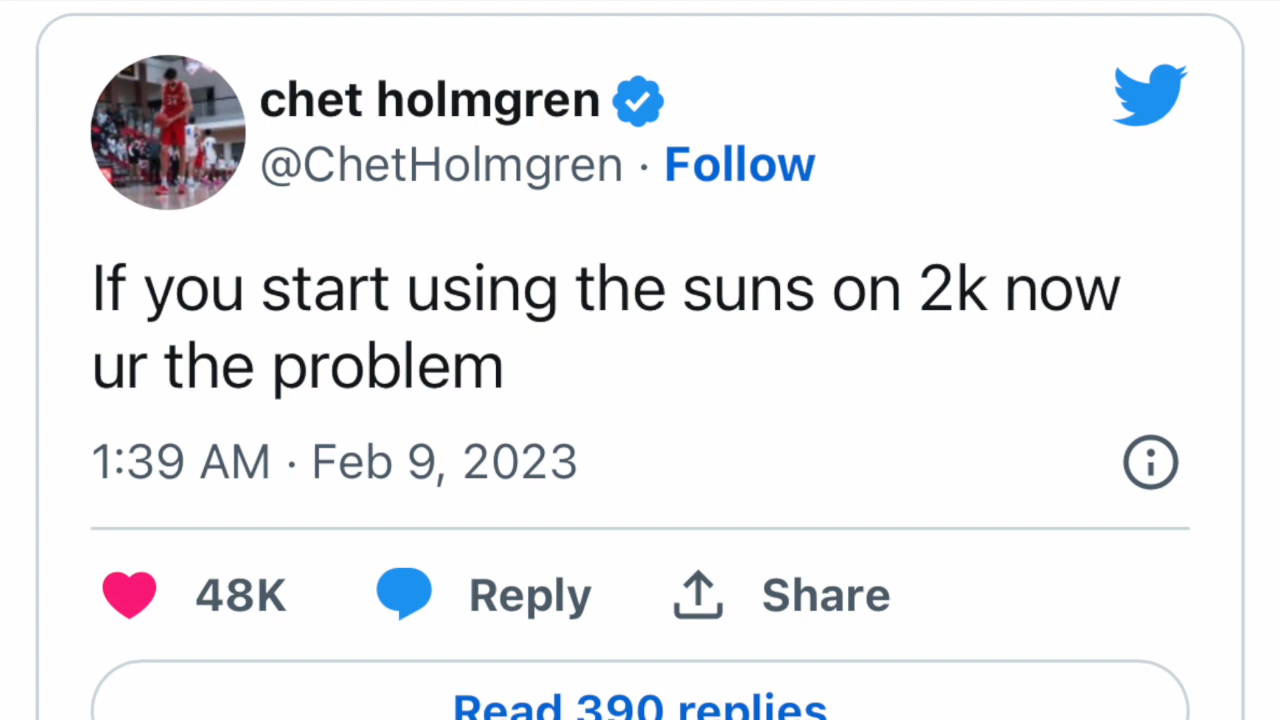 chet holmgren
@ChetHolmgren · Follow
If you start using the suns on 2k now
ur the problem
1:39 AM · Feb 9, 2023
48K Reply Share
Read 390 replies